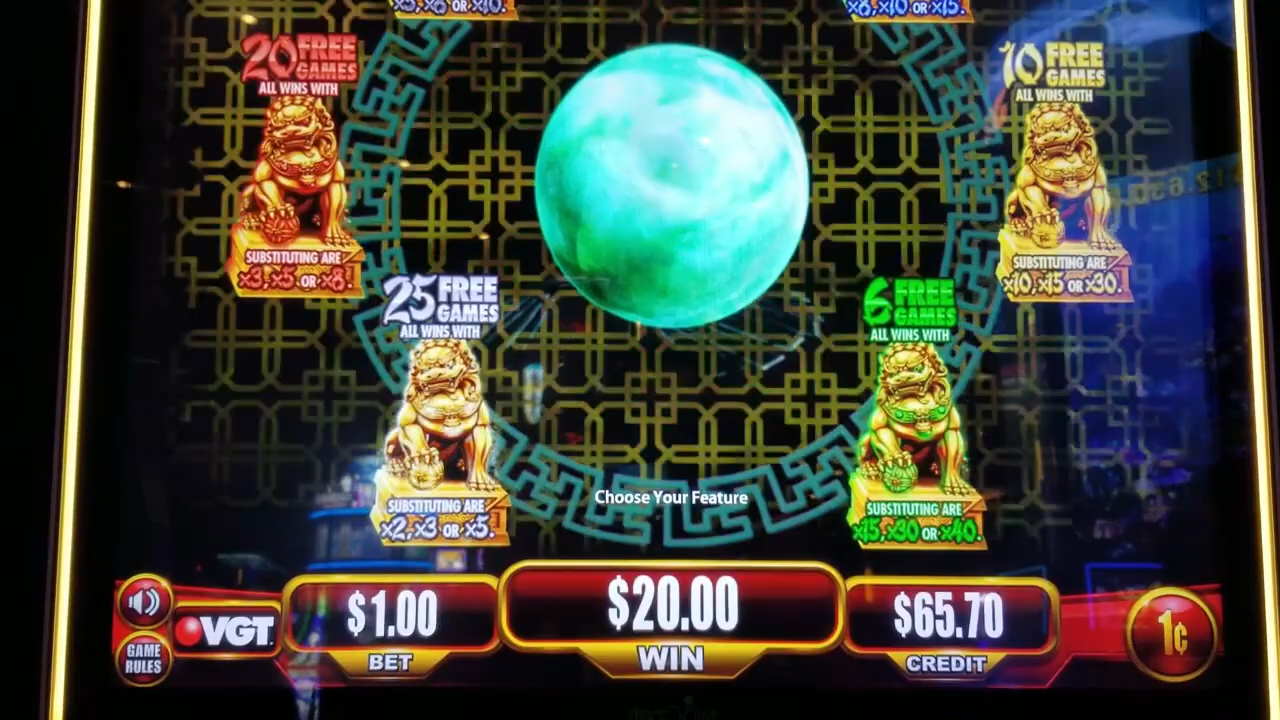 x3, x8 OR x10.
x8, x10 OR x15.
20 FREE GAMES
ALL WINS WITH
SUBSTITUTING ARE
x3, x5 OR x8.
10 FREE GAMES
ALL WINS WITH
SUBSTITUTING ARE
x10, x15 OR x30.
25 FREE GAMES
ALL WINS WITH
SUBSTITUTING ARE
x2, x3 OR x5.
6 FREE GAMES
ALL WINS WITH
SUBSTITUTING ARE
x15, x30 OR x40.
Choose Your Feature
VGT
GAME
RULES
$1.00
BET
$20.00
WIN
$65.70
CREDIT
1¢